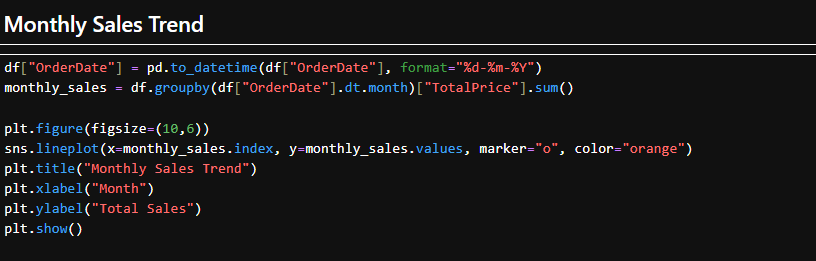 Monthly Sales Trend
df["OrderDate"] = pd.to_datetime(df["OrderDate"], format="%d-%m-%Y")
monthly_sales = df.groupby(df["OrderDate"].dt.month)["TotalPrice"].sum()
plt.figure(figsize=(10,6))
sns.lineplot(x=monthly_sales.index, y=monthly_sales.values, marker="o", color="orange")
plt.title("Monthly Sales Trend")
plt.xlabel("Month")
plt.ylabel("Total Sales")
plt.show()